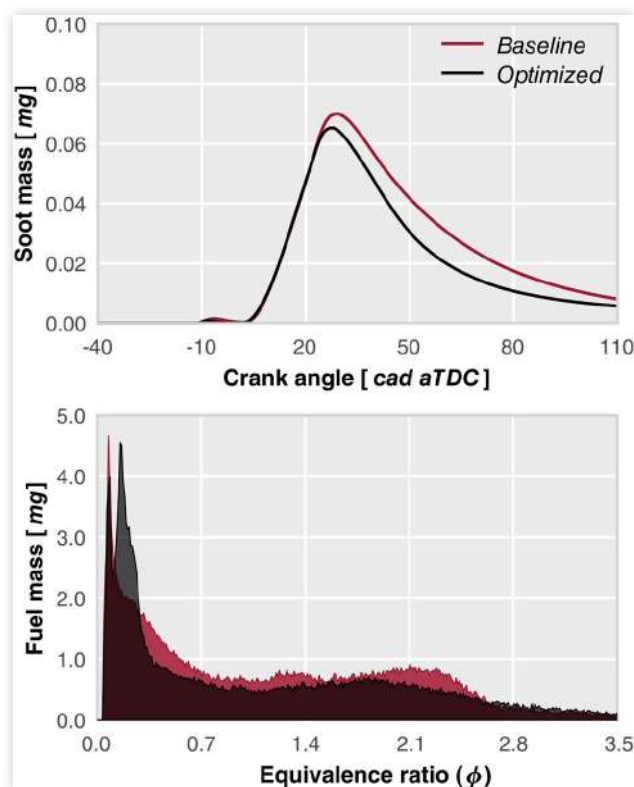 0.10
0.08
0.06
0.04
0.02
0.00
Soot mass [ mg ]
Baseline
Optimized
-40 -10 20 50 80 110
Crank angle [ cad aTDC ]
5.0
4.0
3.0
2.0
1.0
0.0
Fuel mass [ mg ]
0.0 0.7 1.4 2.1 2.8 3.5
Equivalence ratio (ϕ)